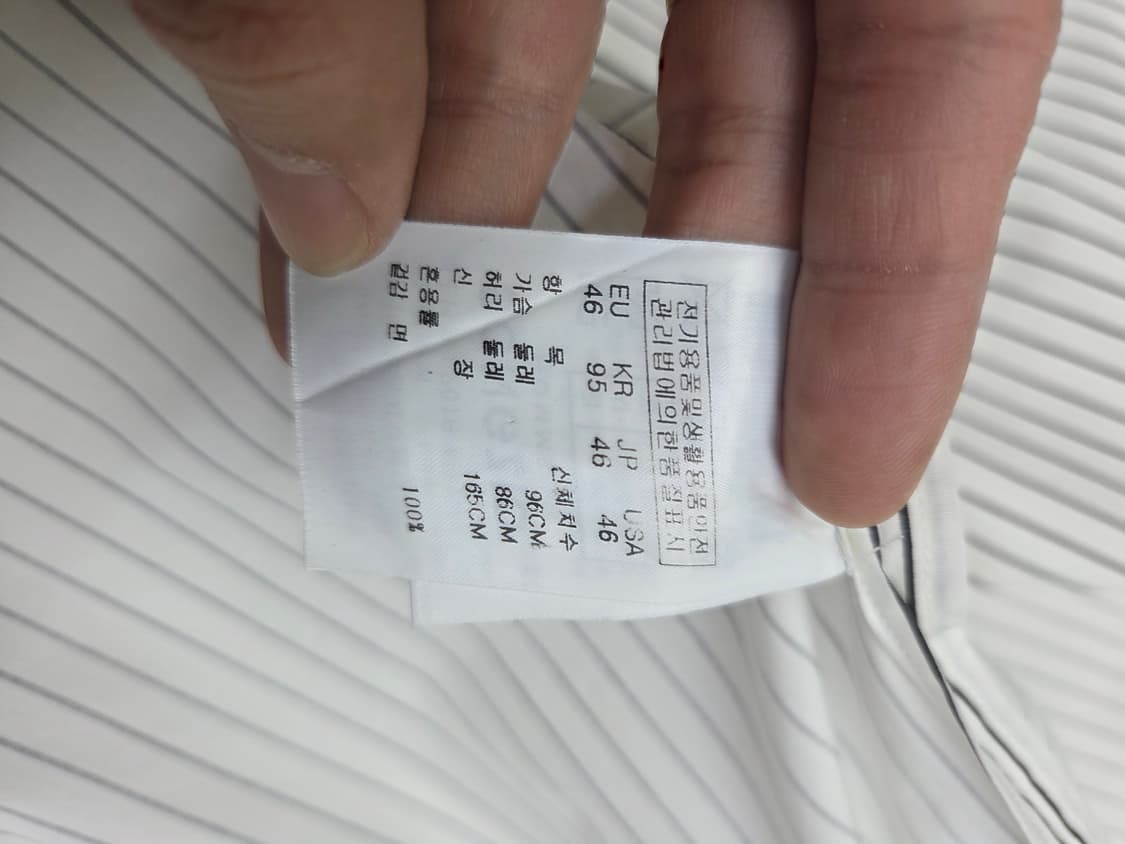 전기용품및생활용품안전
관리법에의한품질표시
EU KR JP USA
46 95 46 46
항 목 신체치수
가슴 둘레 96CM
허리 둘레 86CM
신 장 165CM
혼용률
겉감 면 100%